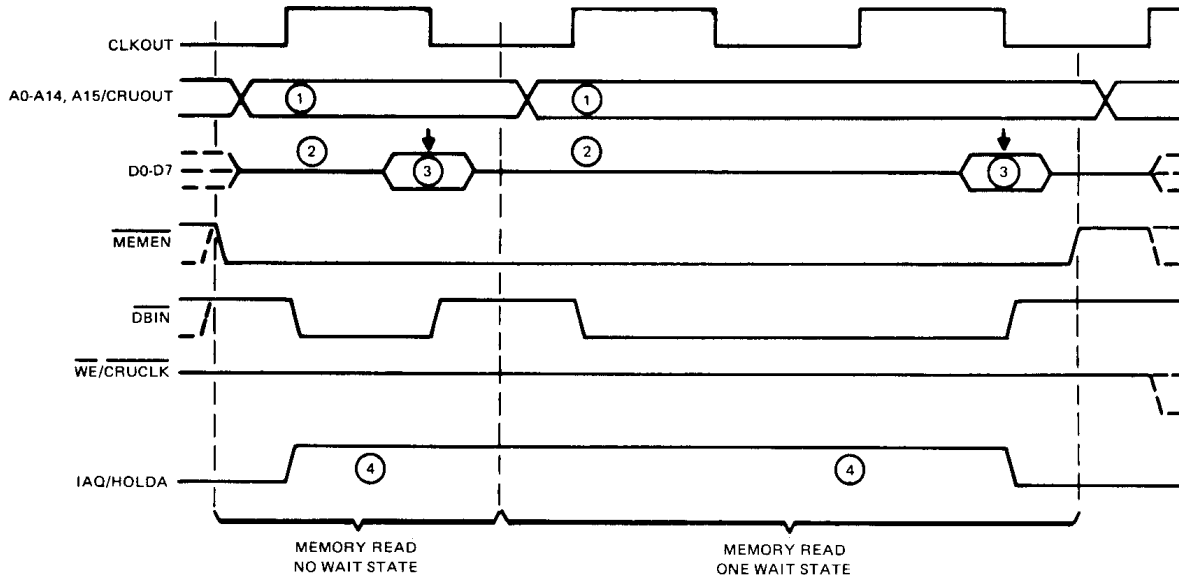 CLKOUT
A0-A14, A15/CRUOUT
1
1
D0-D7
2
3
2
3
MEMEN
DBIN
WE/CRUCLK
IAQ/HOLDA
4
4
MEMORY READ
NO WAIT STATE
MEMORY READ
ONE WAIT STATE